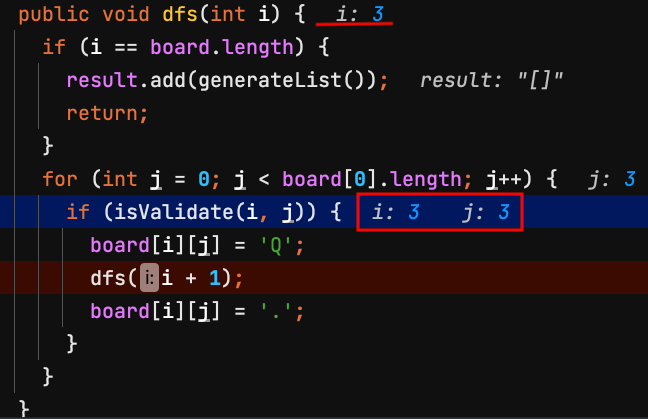 public void dfs(int i) { i: 3
if (i == board.length) {
result.add(generateList()); result: "[]"
return;
}
for (int j = 0; j < board[0].length; j++) { j: 3
if (isValidate(i, j)) { i: 3 j: 3
board[i][j] = 'Q';
dfs( i: i + 1);
board[i][j] = '.';
}
}
}